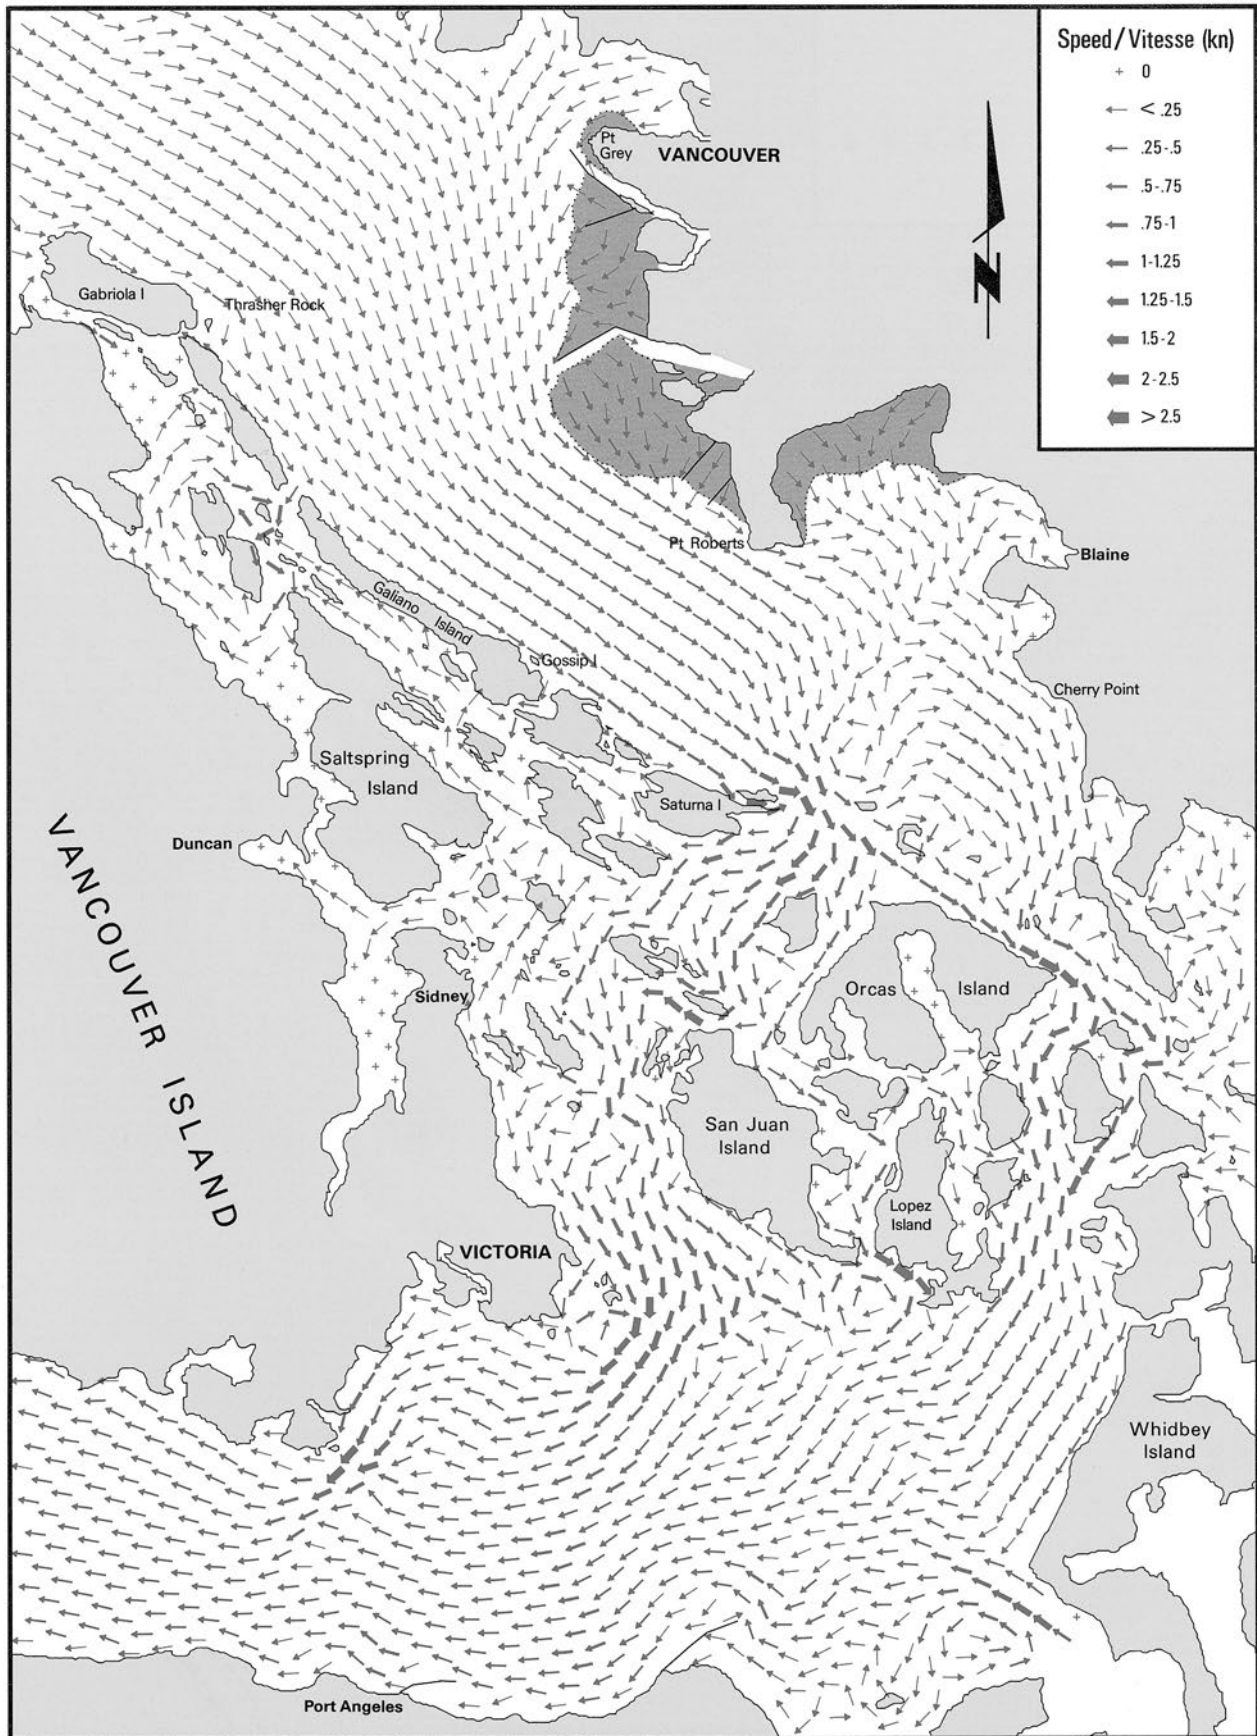 Speed/Vitesse (kn)
0
< .25
.25-.5
.5-.75
.75-1
1-1.25
1.25-1.5
1.5-2
2-2.5
> 2.5
N
Pt
Grey
VANCOUVER
Gabriola I
Thrasher Rock
Pt Roberts
Blaine
Galiano
Island
Gossip I
Cherry Point
Saltspring
Island
Saturna I
Duncan
VANCOUVER ISLAND
Sidney
Orcas Island
San Juan
Island
Lopez
Island
VICTORIA
Whidbey
Island
Port Angeles